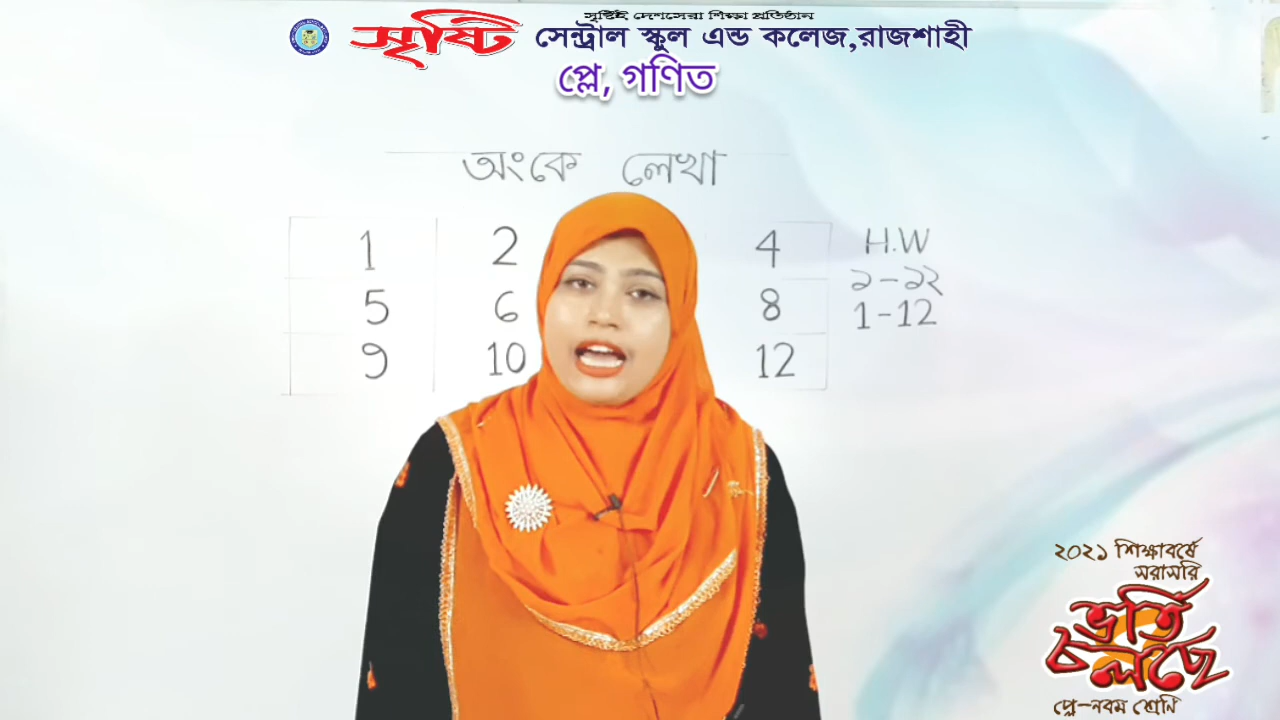 সৃষ্টিই দেশসেরা শিক্ষা প্রতিষ্ঠান
সৃষ্টি সেন্ট্রাল স্কুল এন্ড কলেজ,রাজশাহী
প্লে, গণিত
অংকে লেখা
1 2 4
5 6 8
9 10 12
H.W
১-১২
1-12
২০২১ শিক্ষাবর্ষে
সরাসরি
ভর্তি
চলছে
প্লে-নবম শ্রেণি